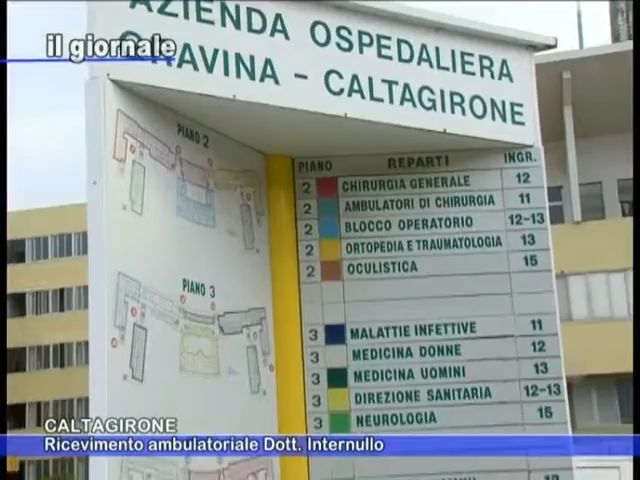 AZIENDA OSPEDALIERA
GRAVINA - CALTAGIRONE
il giornale
PIANO 2
PIANO 3
PIANO REPARTI INGR.
2 CHIRURGIA GENERALE 12
2 AMBULATORI DI CHIRURGIA 11
2 BLOCCO OPERATORIO 12-13
2 ORTOPEDIA E TRAUMATOLOGIA 13
2 OCULISTICA 15
3 MALATTIE INFETTIVE 11
3 MEDICINA DONNE 12
3 MEDICINA UOMINI 13
3 DIREZIONE SANITARIA 12-13
3 NEUROLOGIA 15
CALTAGIRONE
Ricevimento ambulatoriale Dott. Internullo